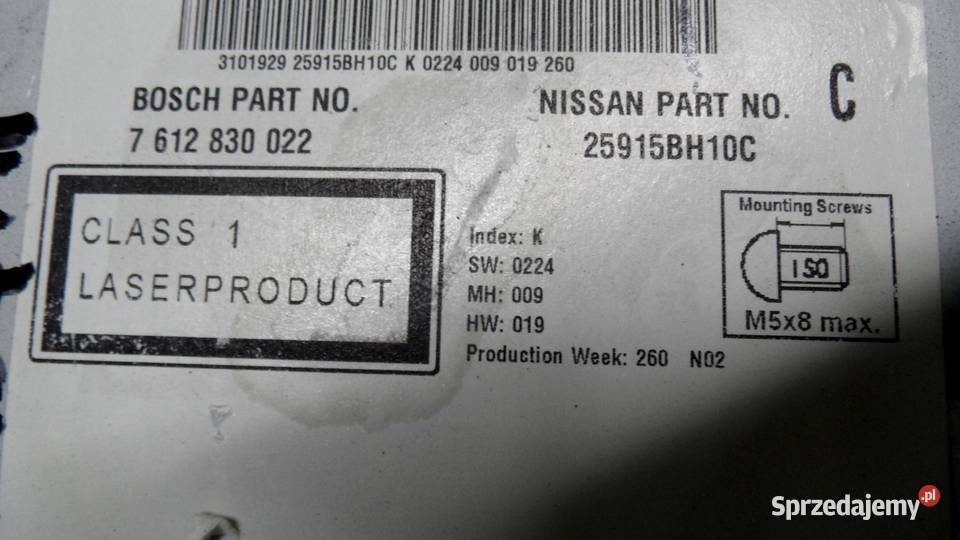 3101929 25915BH10C K 0224 009 019 260
BOSCH PART NO.
7 612 830 022
NISSAN PART NO.
25915BH10C
C
CLASS 1
LASERPRODUCT
Index: K
SW: 0224
MH: 009
HW: 019
Production Week: 260 N02
Mounting Screws
ISO
M5x8 max.
Sprzedajemy.pl